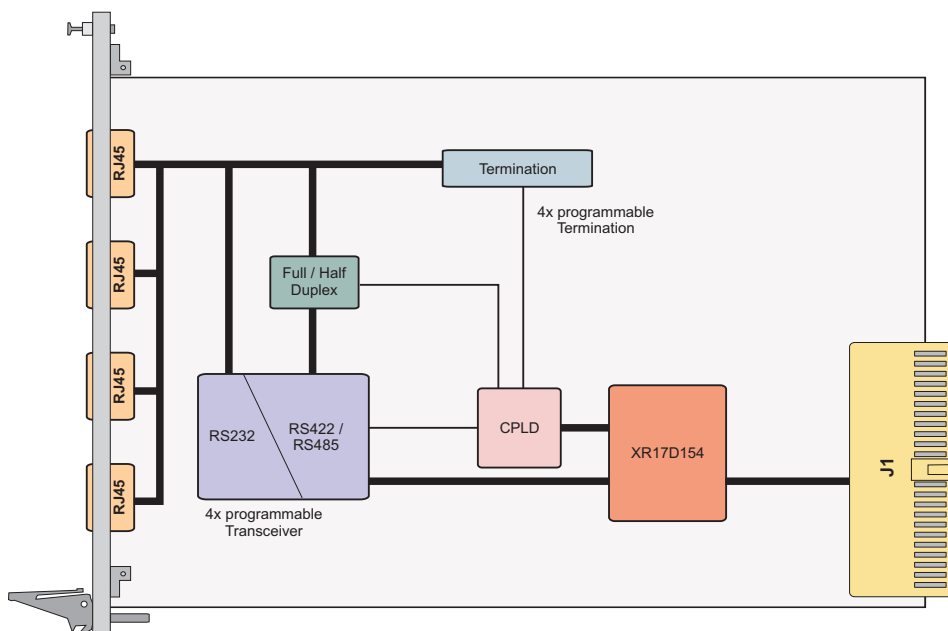 RJ45
Termination
4x programmable
Termination
RJ45
Full / Half
Duplex
RJ45
RS232
RS422 /
RS485
CPLD
XR17D154
J1
RJ45
4x programmable
Transceiver